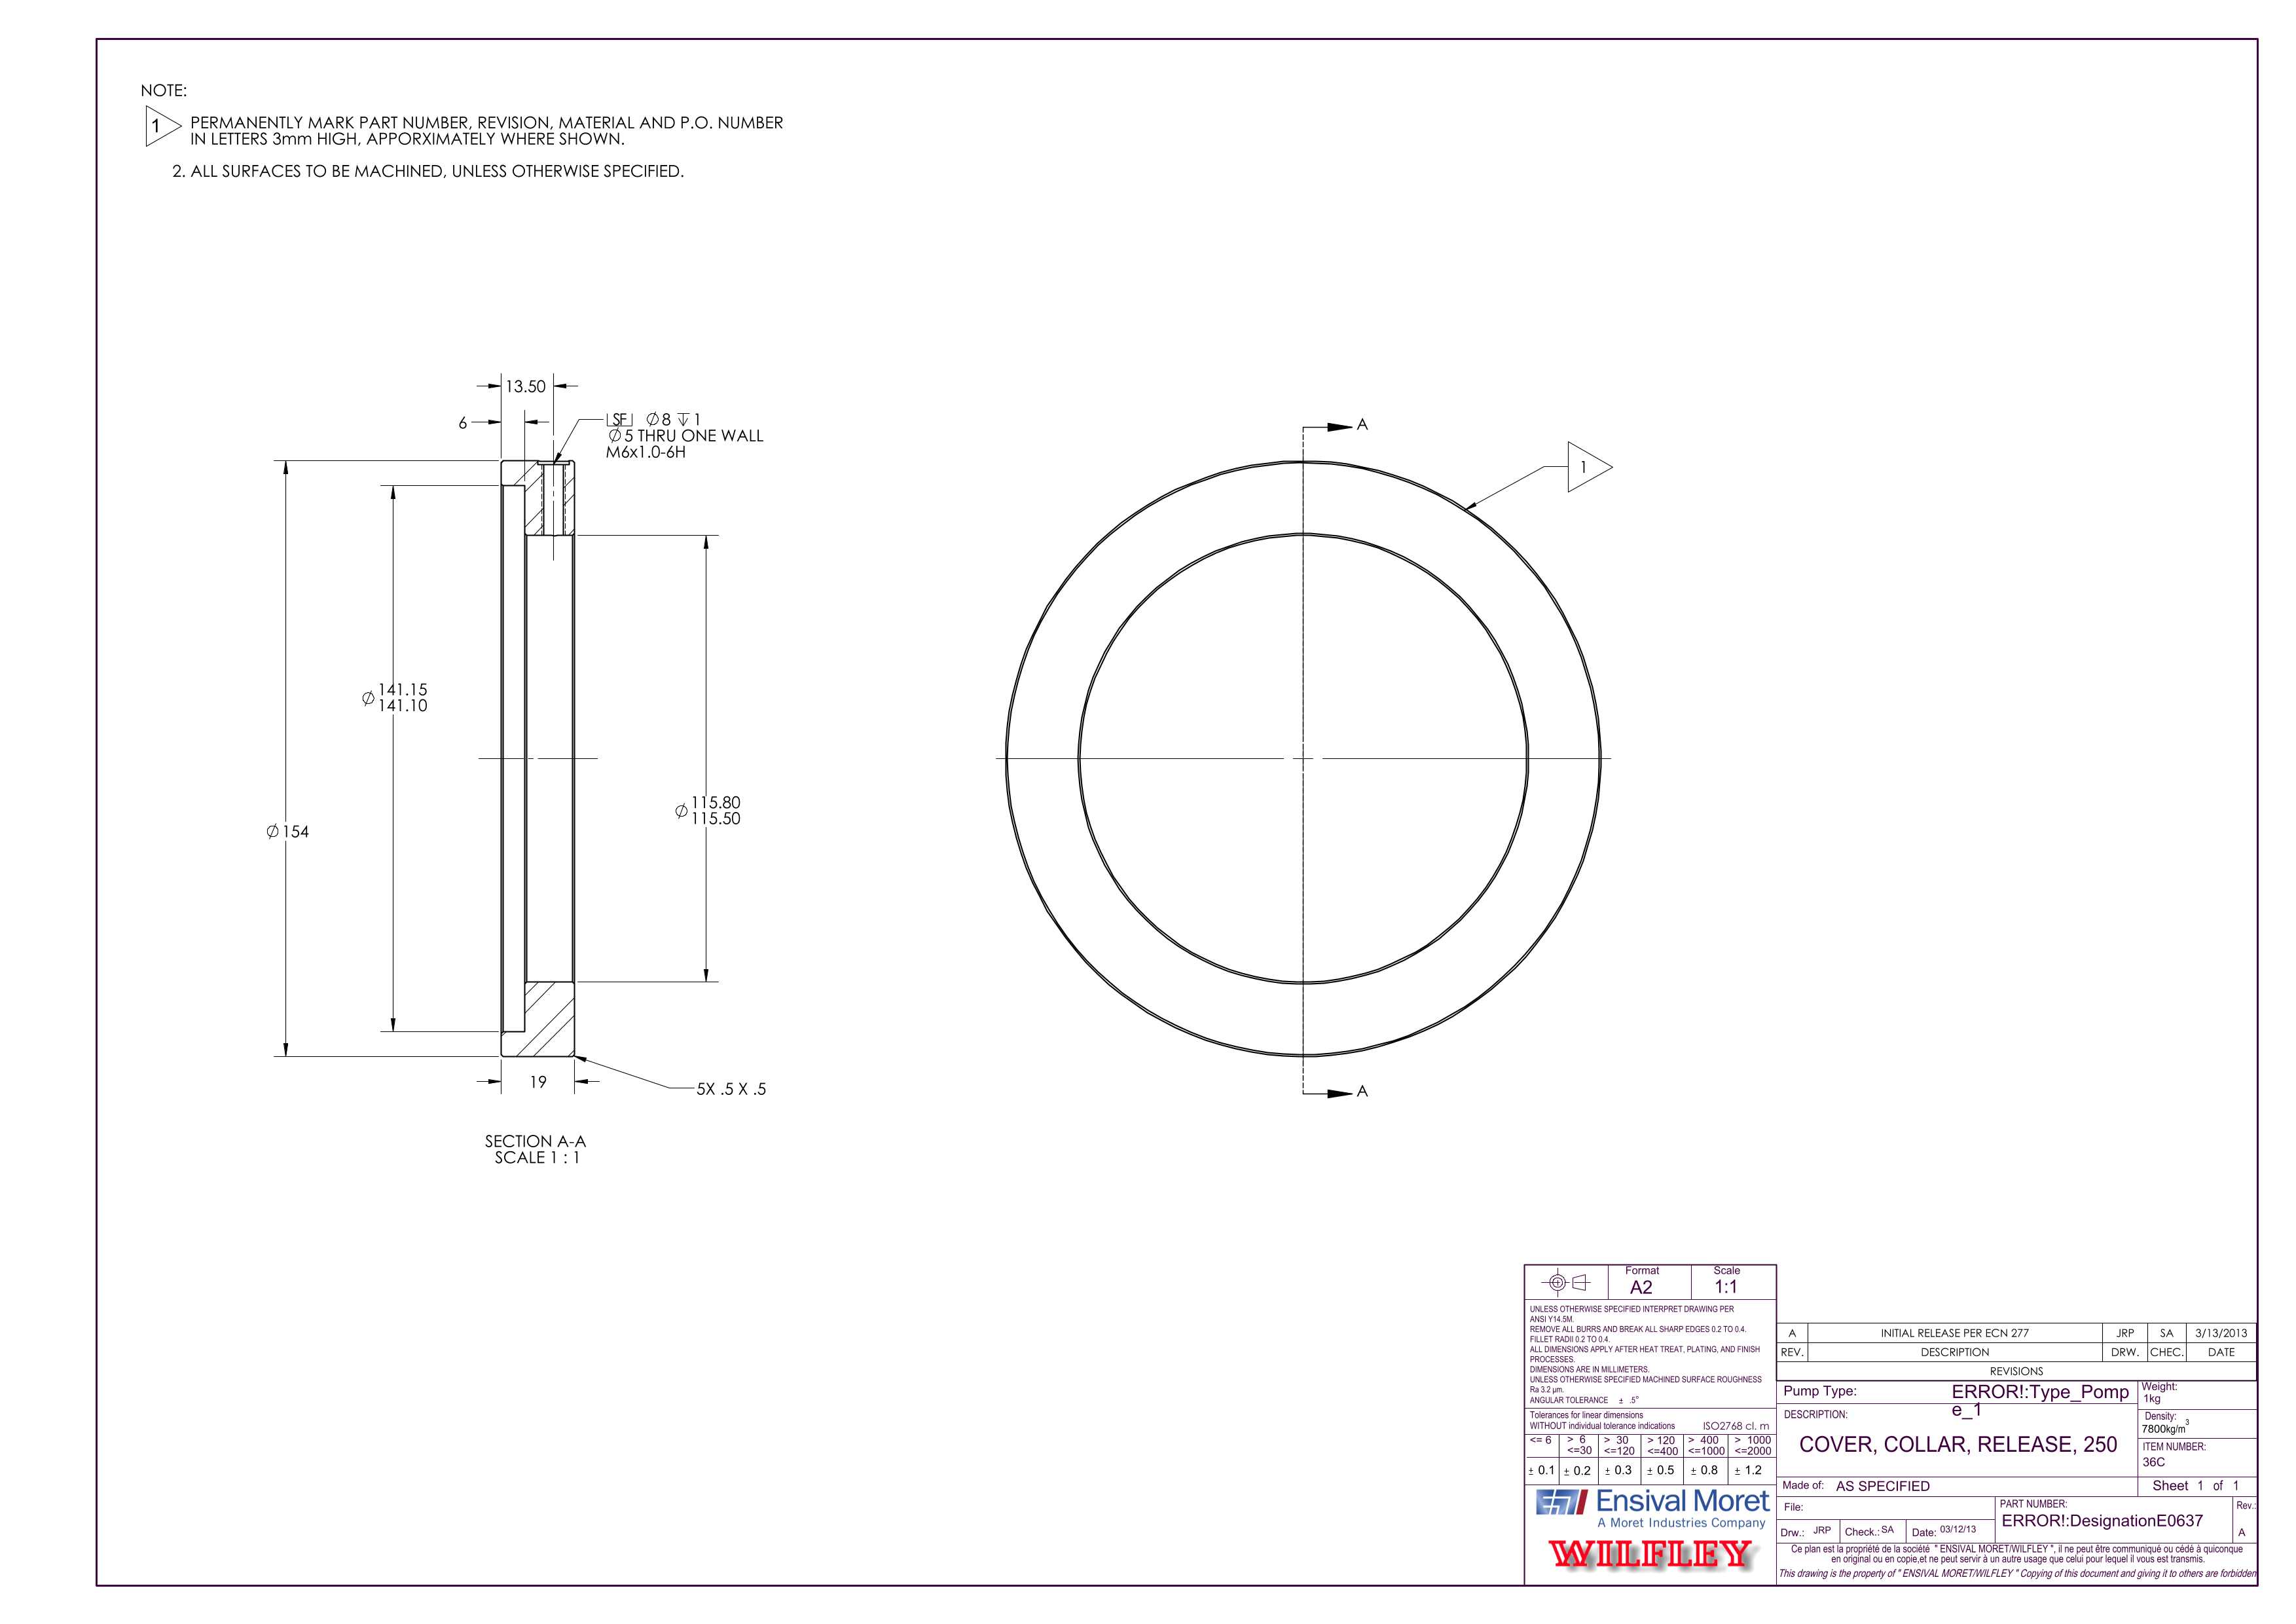 NOTE:
1 PERMANENTLY MARK PART NUMBER, REVISION, MATERIAL AND P.O. NUMBER
IN LETTERS 3mm HIGH, APPORXIMATELY WHERE SHOWN.
2. ALL SURFACES TO BE MACHINED, UNLESS OTHERWISE SPECIFIED.
13.50
6
SF ∅8 ↧ 1
∅5 THRU ONE WALL
M6x1.0-6H
∅ 141.15
141.10
∅154
∅ 115.80
115.50
19
5X .5 X .5
SECTION A-A
SCALE 1 : 1
A
1
A
Format
A2
Scale
1:1
UNLESS OTHERWISE SPECIFIED INTERPRET DRAWING PER
ANSI Y14.5M.
REMOVE ALL BURRS AND BREAK ALL SHARP EDGES 0.2 TO 0.4.
FILLET RADII 0.2 TO 0.4.
ALL DIMENSIONS APPLY AFTER HEAT TREAT, PLATING, AND FINISH
PROCESSES.
DIMENSIONS ARE IN MILLIMETERS.
UNLESS OTHERWISE SPECIFIED MACHINED SURFACE ROUGHNESS
Ra 3.2 µm.
ANGULAR TOLERANCE ± .5°
Tolerances for linear dimensions
WITHOUT individual tolerance indications ISO2768 cl. m
<= 6 > 6 > 30 > 120 > 400 > 1000
<=30 <=120 <=400 <=1000 <=2000
± 0.1 ± 0.2 ± 0.3 ± 0.5 ± 0.8 ± 1.2
Ensival Moret
A Moret Industries Company
WILFLEY
A INITIAL RELEASE PER ECN 277 JRP SA 3/13/2013
REV. DESCRIPTION DRW. CHEC. DATE
REVISIONS
Pump Type: ERROR!:Type_Pomp
e_1
Weight:
1kg
DESCRIPTION:
COVER, COLLAR, RELEASE, 250
Density:
7800kg/m3
ITEM NUMBER:
36C
Made of: AS SPECIFIED
Sheet 1 of 1
File:
PART NUMBER:
ERROR!:DesignationE0637
Rev.:
A
Drw.: JRP Check.: SA Date: 03/12/13
Ce plan est la propriété de la société " ENSIVAL MORET/WILFLEY ", il ne peut être communiqué ou cédé à quiconque
en original ou en copie,et ne peut servir à un autre usage que celui pour lequel il vous est transmis.
This drawing is the property of " ENSIVAL MORET/WILFLEY " Copying of this document and giving it to others are forbidden